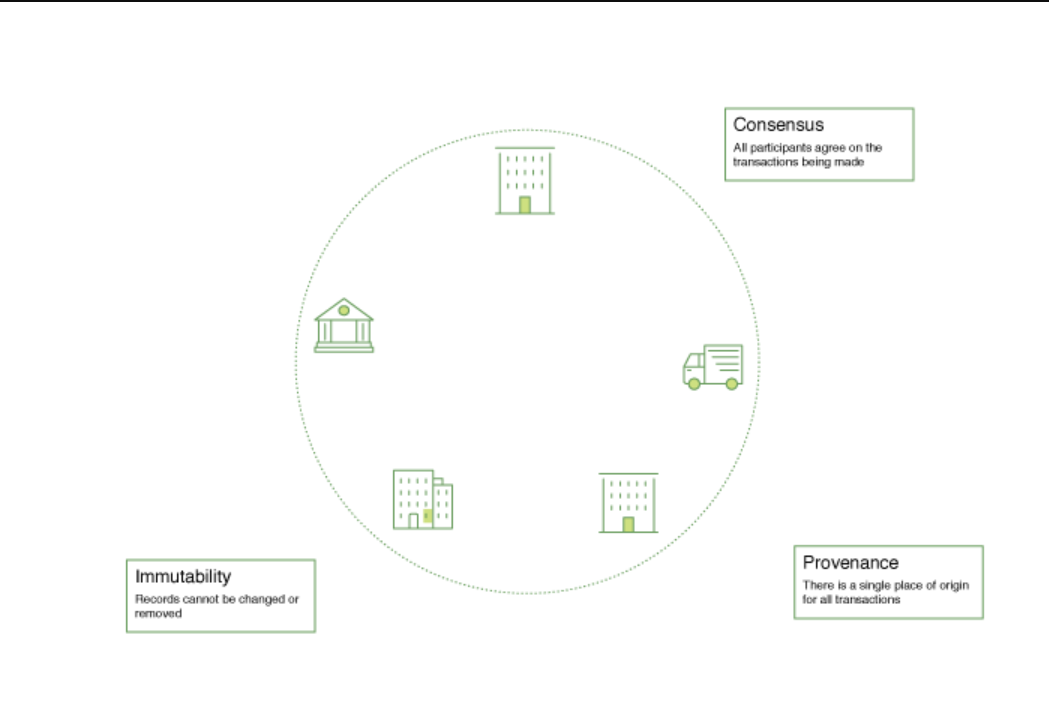 Consensus
All participants agree on the
transactions being made
Immutability
Records cannot be changed or
removed
Provenance
There is a single place of origin
for all transactions